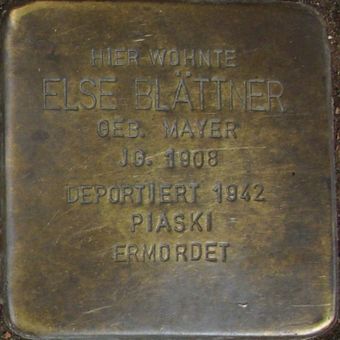 HIER WOHNTE
ELSE BLÄTTNER
GEB. MAYER
JG. 1908
DEPORTIERT 1942
PIASKI
ERMORDET